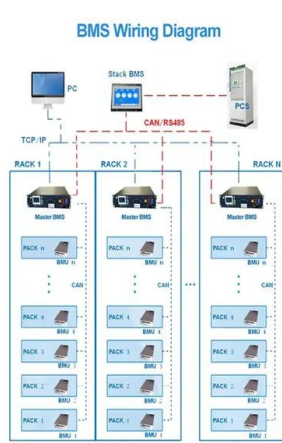 BMS Wiring Diagram
Stack BMS
PC
PCS
CAN/RS485
TCP/IP
RACK 1 RACK 2 RACK N
Master BMS Master BMS Master BMS
PACK n PACK n PACK n
BMU n BMU n BMU n
CAN CAN CAN
PACK 4 PACK 4 PACK 4
BMU 4 BMU 4 BMU 4
PACK 3 PACK 3 PACK 3
BMU 3 BMU 3 BMU 3
PACK 2 PACK 2 PACK 2
BMU 2 BMU 2 BMU 2
PACK 1 PACK 1 PACK 1
BMU 1 BMU 1 BMU 1